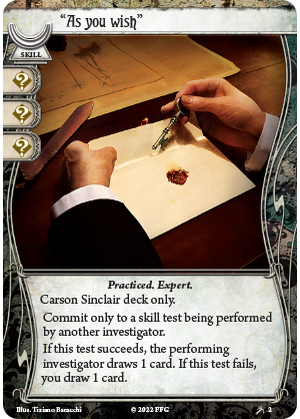 “As you wish”
SKILL
?
?
?
Practiced. Expert.
Carson Sinclair deck only.
Commit only to a skill test being performed
by another investigator.
If this test succeeds, the performing
investigator draws 1 card. If this test fails,
you draw 1 card.
Illus. Tiziano Baracchi
© 2022 FFG
2